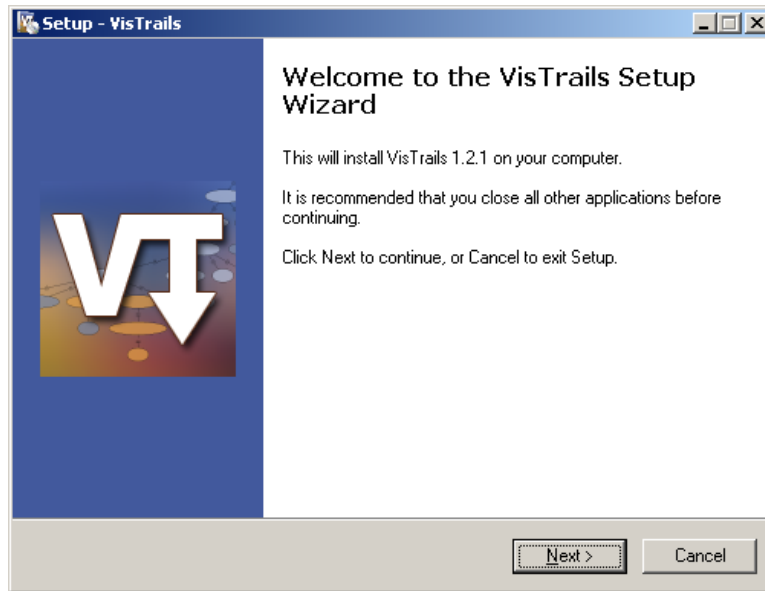 Setup - VisTrails
Welcome to the VisTrails Setup
Wizard
This will install VisTrails 1.2.1 on your computer.
It is recommended that you close all other applications before
continuing.
Click Next to continue, or Cancel to exit Setup.
VT
Next >
Cancel